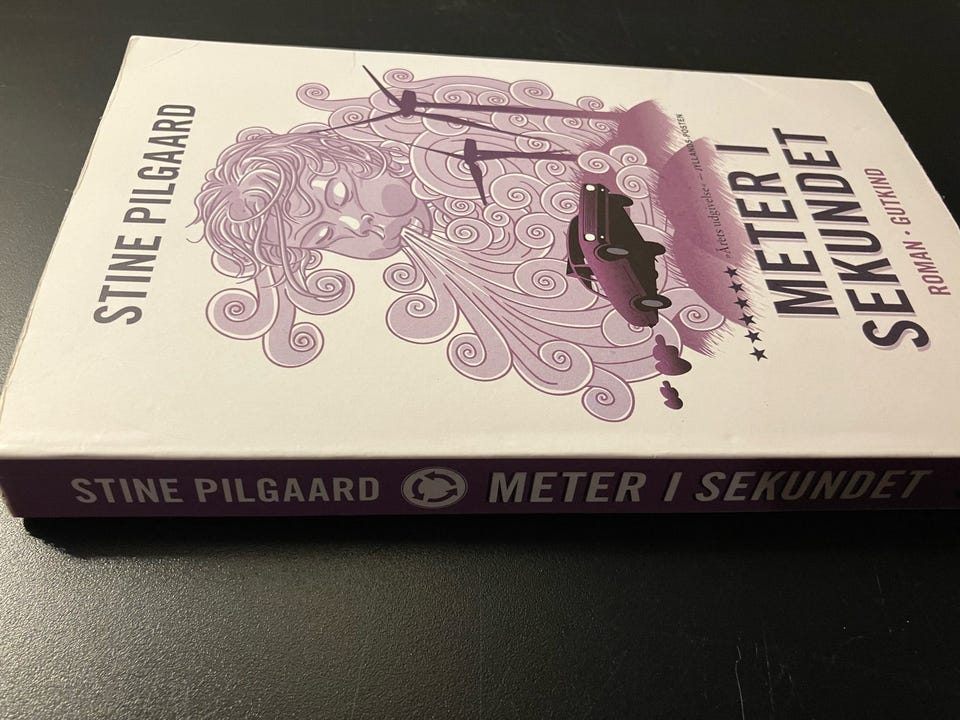 STINE PILGAARD
★★★★★★ »Årets udgivelse« – JYLLANDS-POSTEN
METER I
SEKUNDET
ROMAN · GUTKIND
STINE PILGAARD METER I SEKUNDET